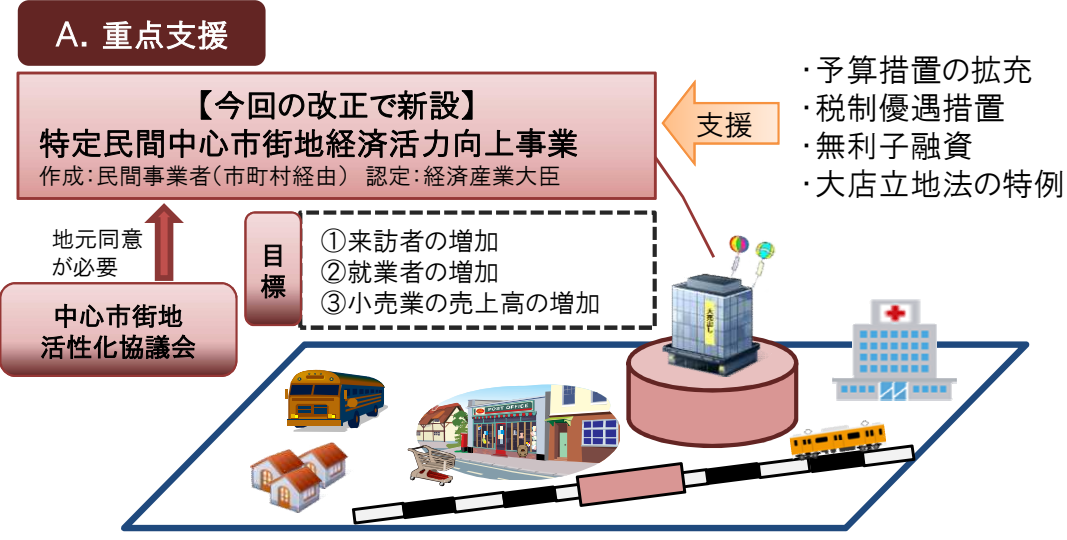 A．重点支援
【今回の改正で新設】
特定民間中心市街地経済活力向上事業
作成：民間事業者（市町村経由）　認定：経済産業大臣
支援
・予算措置の拡充
・税制優遇措置
・無利子融資
・大店立地法の特例
地元同意
が必要
目標
①来訪者の増加
②就業者の増加
③小売業の売上高の増加
中心市街地
活性化協議会
大売出し
POST OFFICE